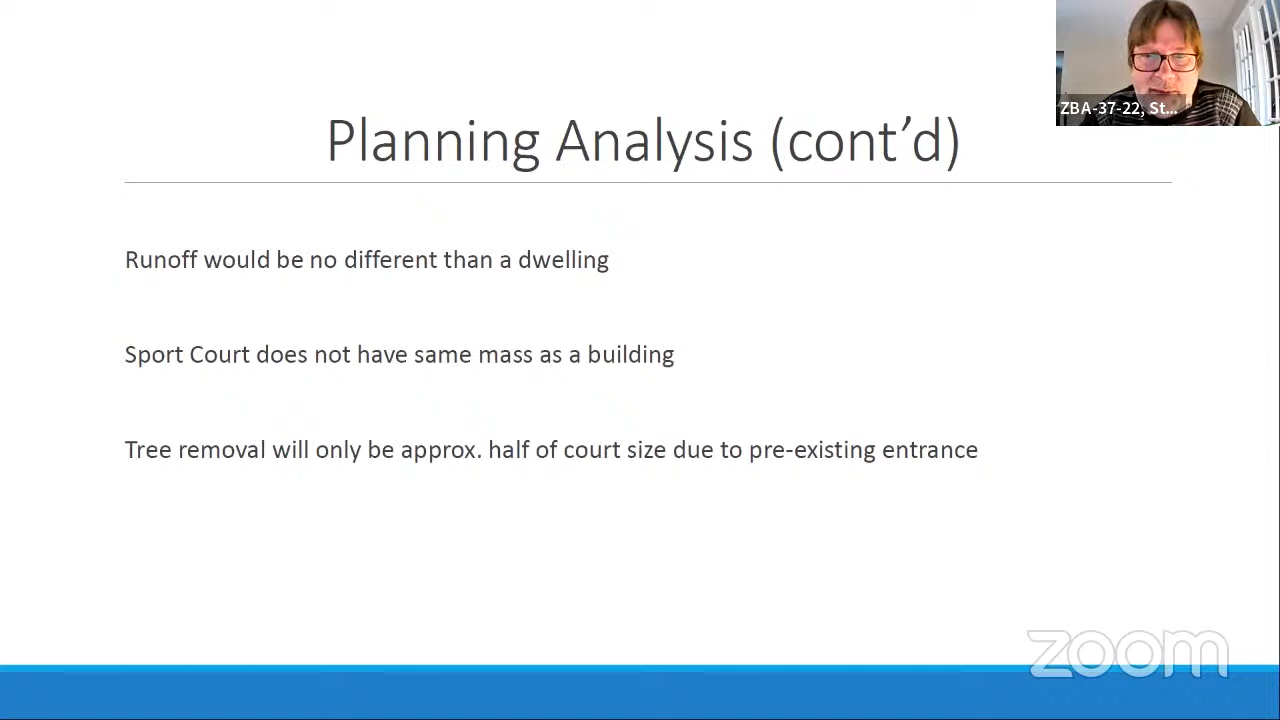 ZBA-37-22, St...
Planning Analysis (cont’d)
Runoff would be no different than a dwelling
Sport Court does not have same mass as a building
Tree removal will only be approx. half of court size due to pre-existing entrance
zoom